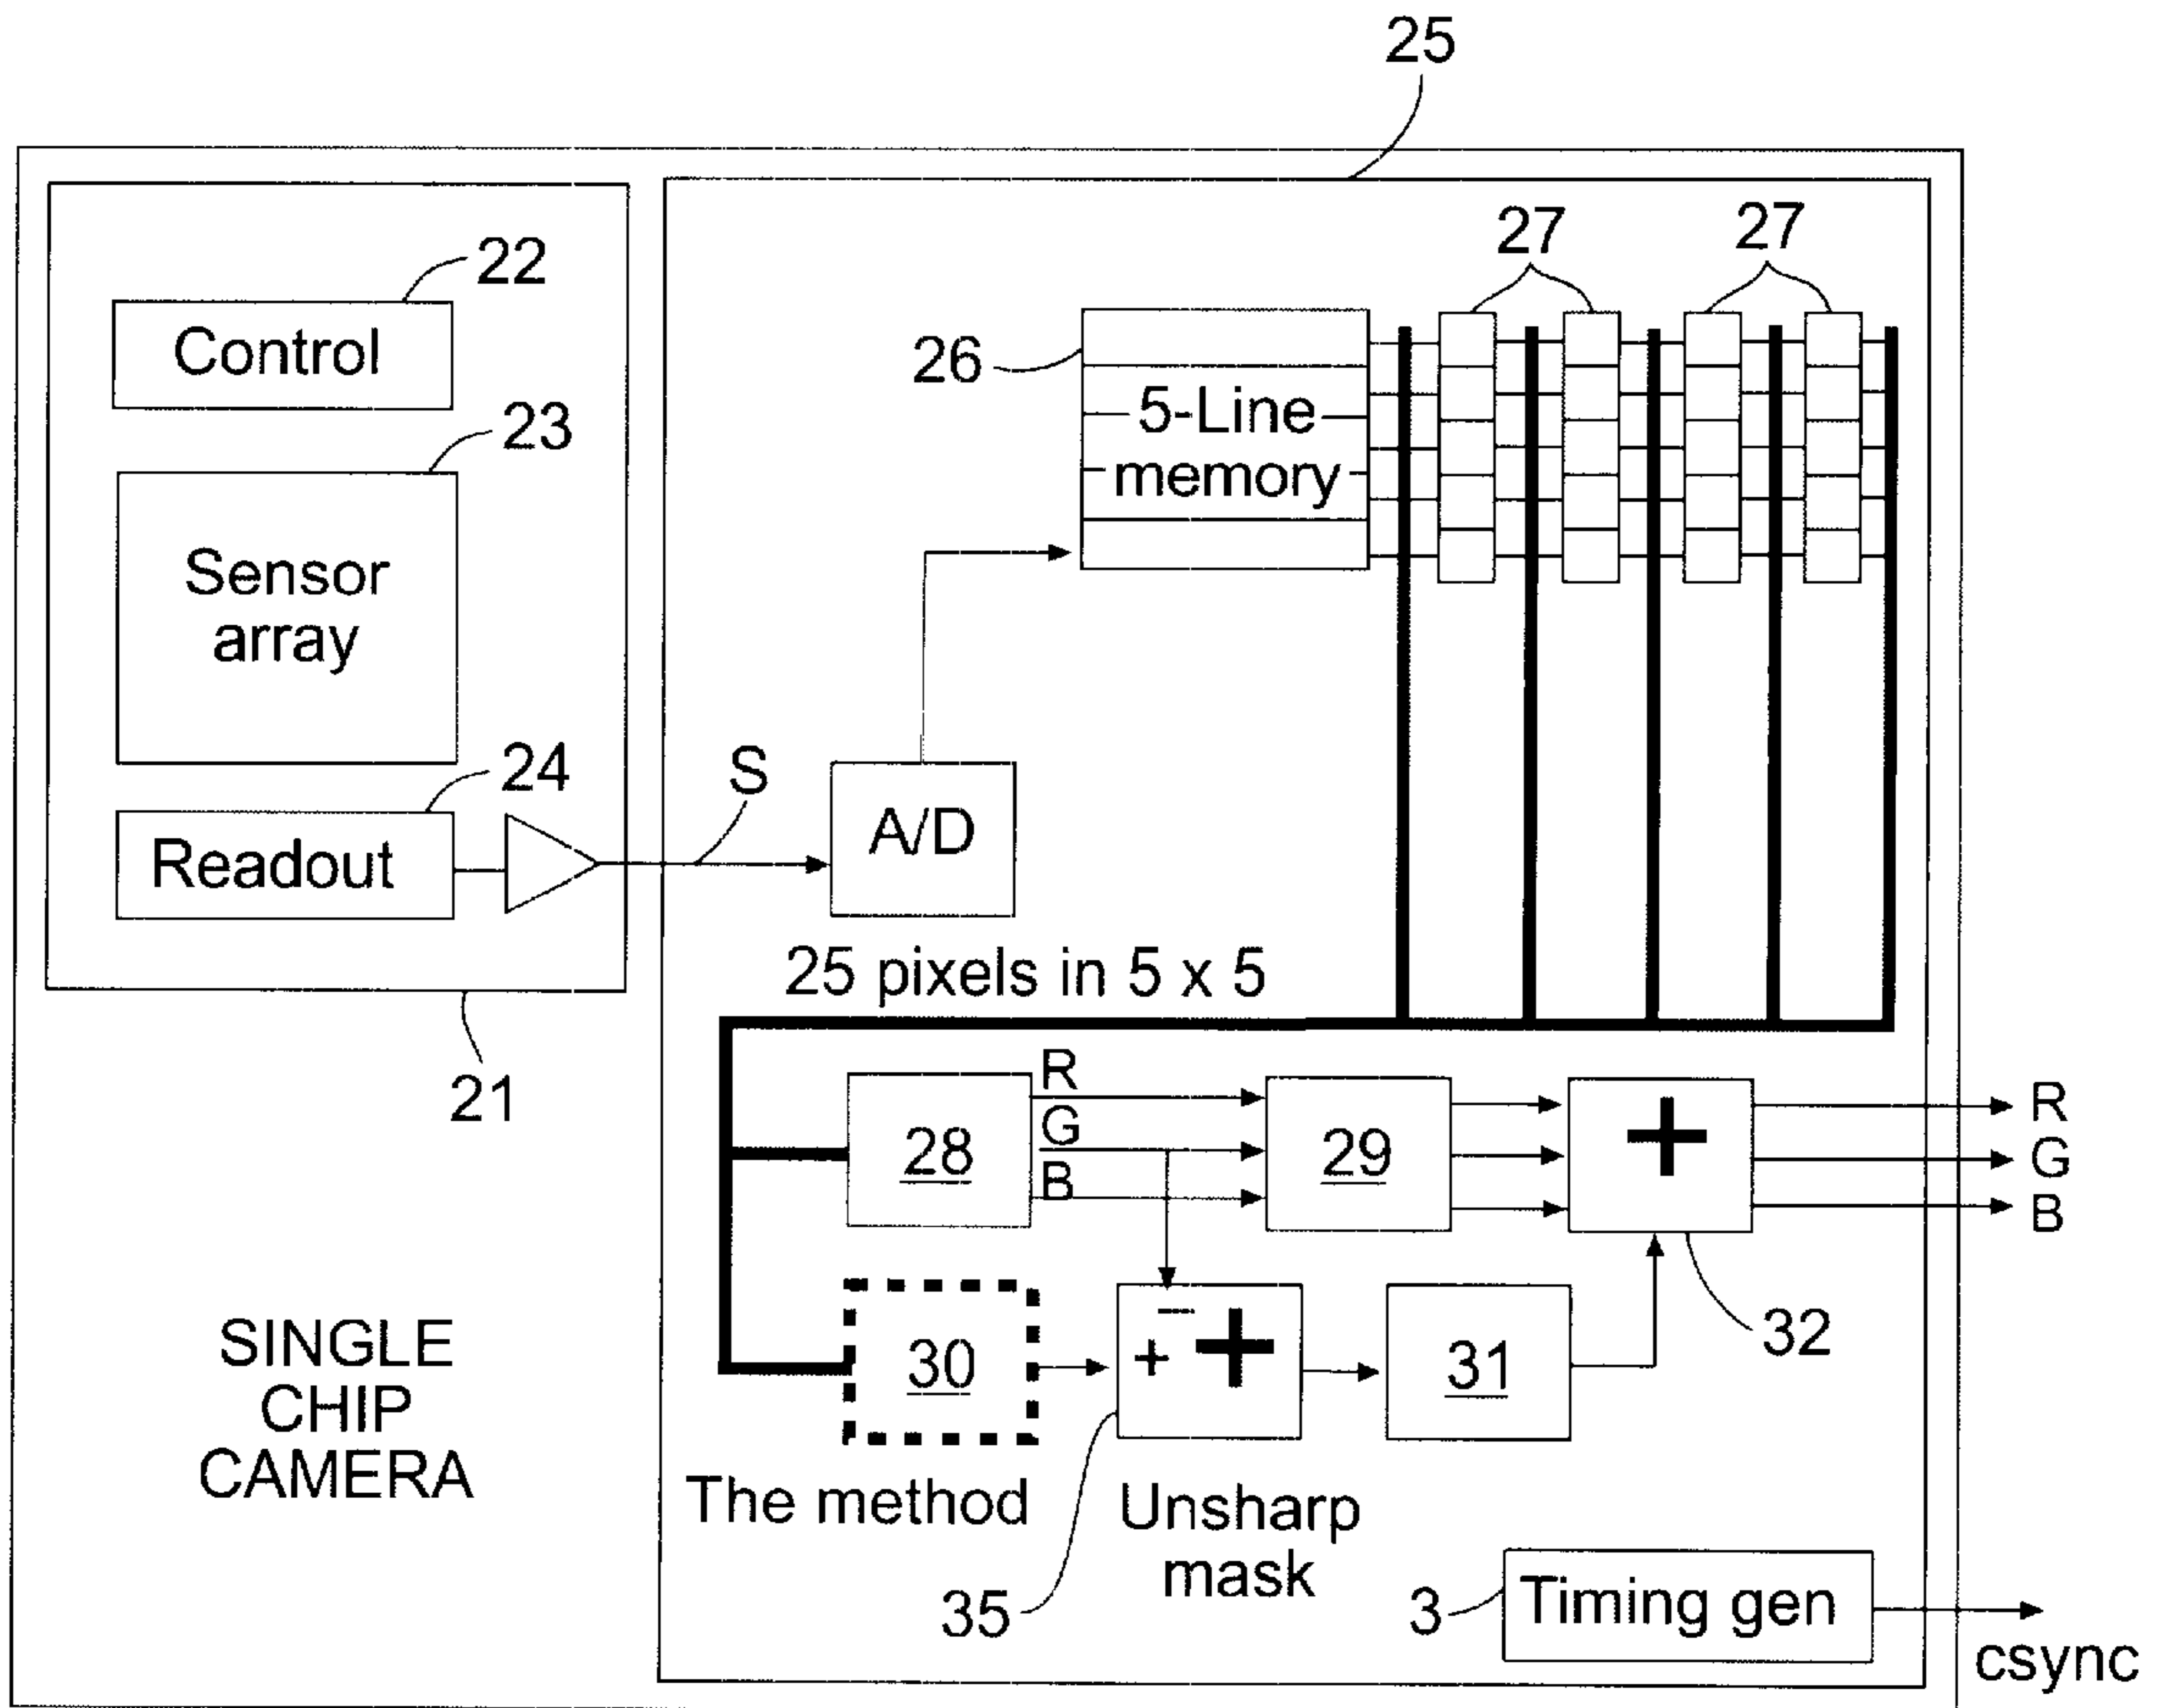 25
27
27
22
Control
26
5-Line
memory
23
Sensor
array
24
Readout
S
A/D
25 pixels in 5 x 5
21
R
G
B
28
29
+
R
G
B
30
−
+
+
31
32
SINGLE
CHIP
CAMERA
The method
Unsharp
mask
35
3
Timing gen
csync